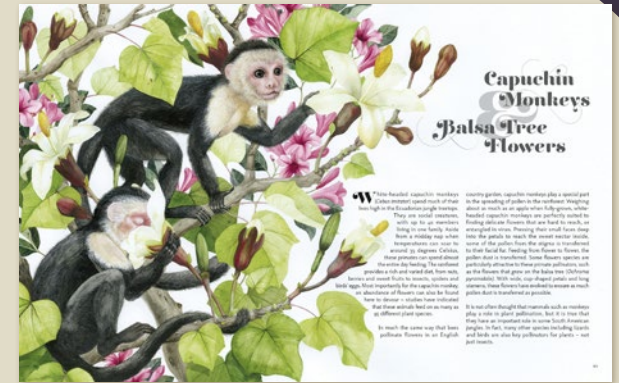 Capuchin
Monkeys
&
Balsa Tree
Flowers
White-headed capuchin monkeys
(Cebus imitator) spend much of their
lives high in the Ecuadorian jungle treetops.
They are social creatures,
with up to 40 members
living in one family. Aside
from a midday nap when
temperatures can soar to
around 35 degrees Celsius,
these primates can spend almost
the entire day feeding. The rainforest
provides a rich and varied diet, from nuts,
berries and sweet fruits to insects, spiders and
birds' eggs. Most importantly for the capuchin monkey,
an abundance of flowers can also be found
here to devour – studies have indicated
that these animals feed on as many as
95 different plant species.
In much the same way that bees
pollinate flowers in an English
country garden, capuchin monkeys play a special part
in the spreading of pollen in the rainforest. Weighing
about as much as an apple when fully-grown, white-
headed capuchin monkeys are perfectly suited to
finding delicate flowers that are hard to reach, or
entangled in vines. Pressing their small faces deep
into the petals to reach the sweet nectar inside,
some of the pollen from the stigma is transferred
to their facial fur. Feeding from flower to flower, the
pollen dust is transferred. Some flowers species are
particularly attractive to these primate pollinators, such
as the flowers that grow on the balsa tree (Ochroma
pyramidale). With wide, cup-shaped petals and long
stamens, these flowers have evolved to ensure as much
pollen dust is transferred as possible.
It is not often thought that mammals such as monkeys
play a role in plant pollination, but it is true that
they have an important role in some South American
jungles. In fact, many other species including lizards
and birds are also key pollinators for plants – not
just insects.